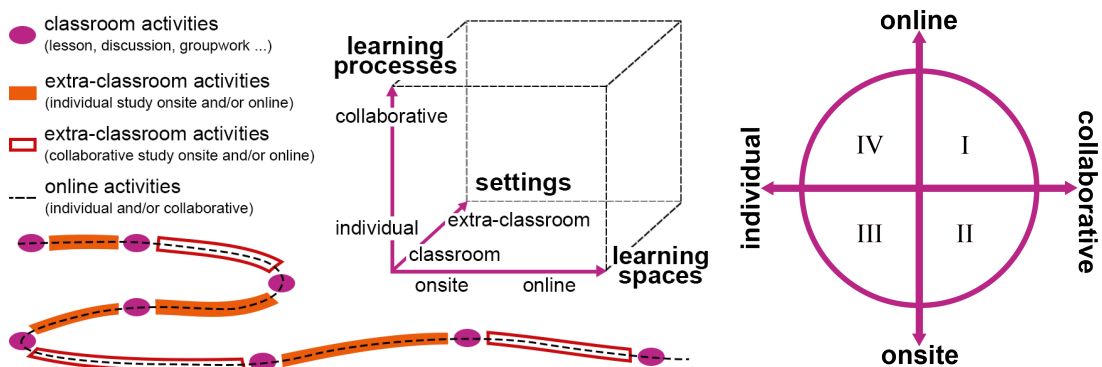 classroom activities
(lesson, discussion, groupwork ...)
extra-classroom activities
(individual study onsite and/or online)
extra-classroom activities
(collaborative study onsite and/or online)
online activities
(individual and/or collaborative)
learning
processes
collaborative
individual
settings
extra-classroom
classroom
onsite
online
learning
spaces
online
individual
collaborative
IV
I
III
II
onsite